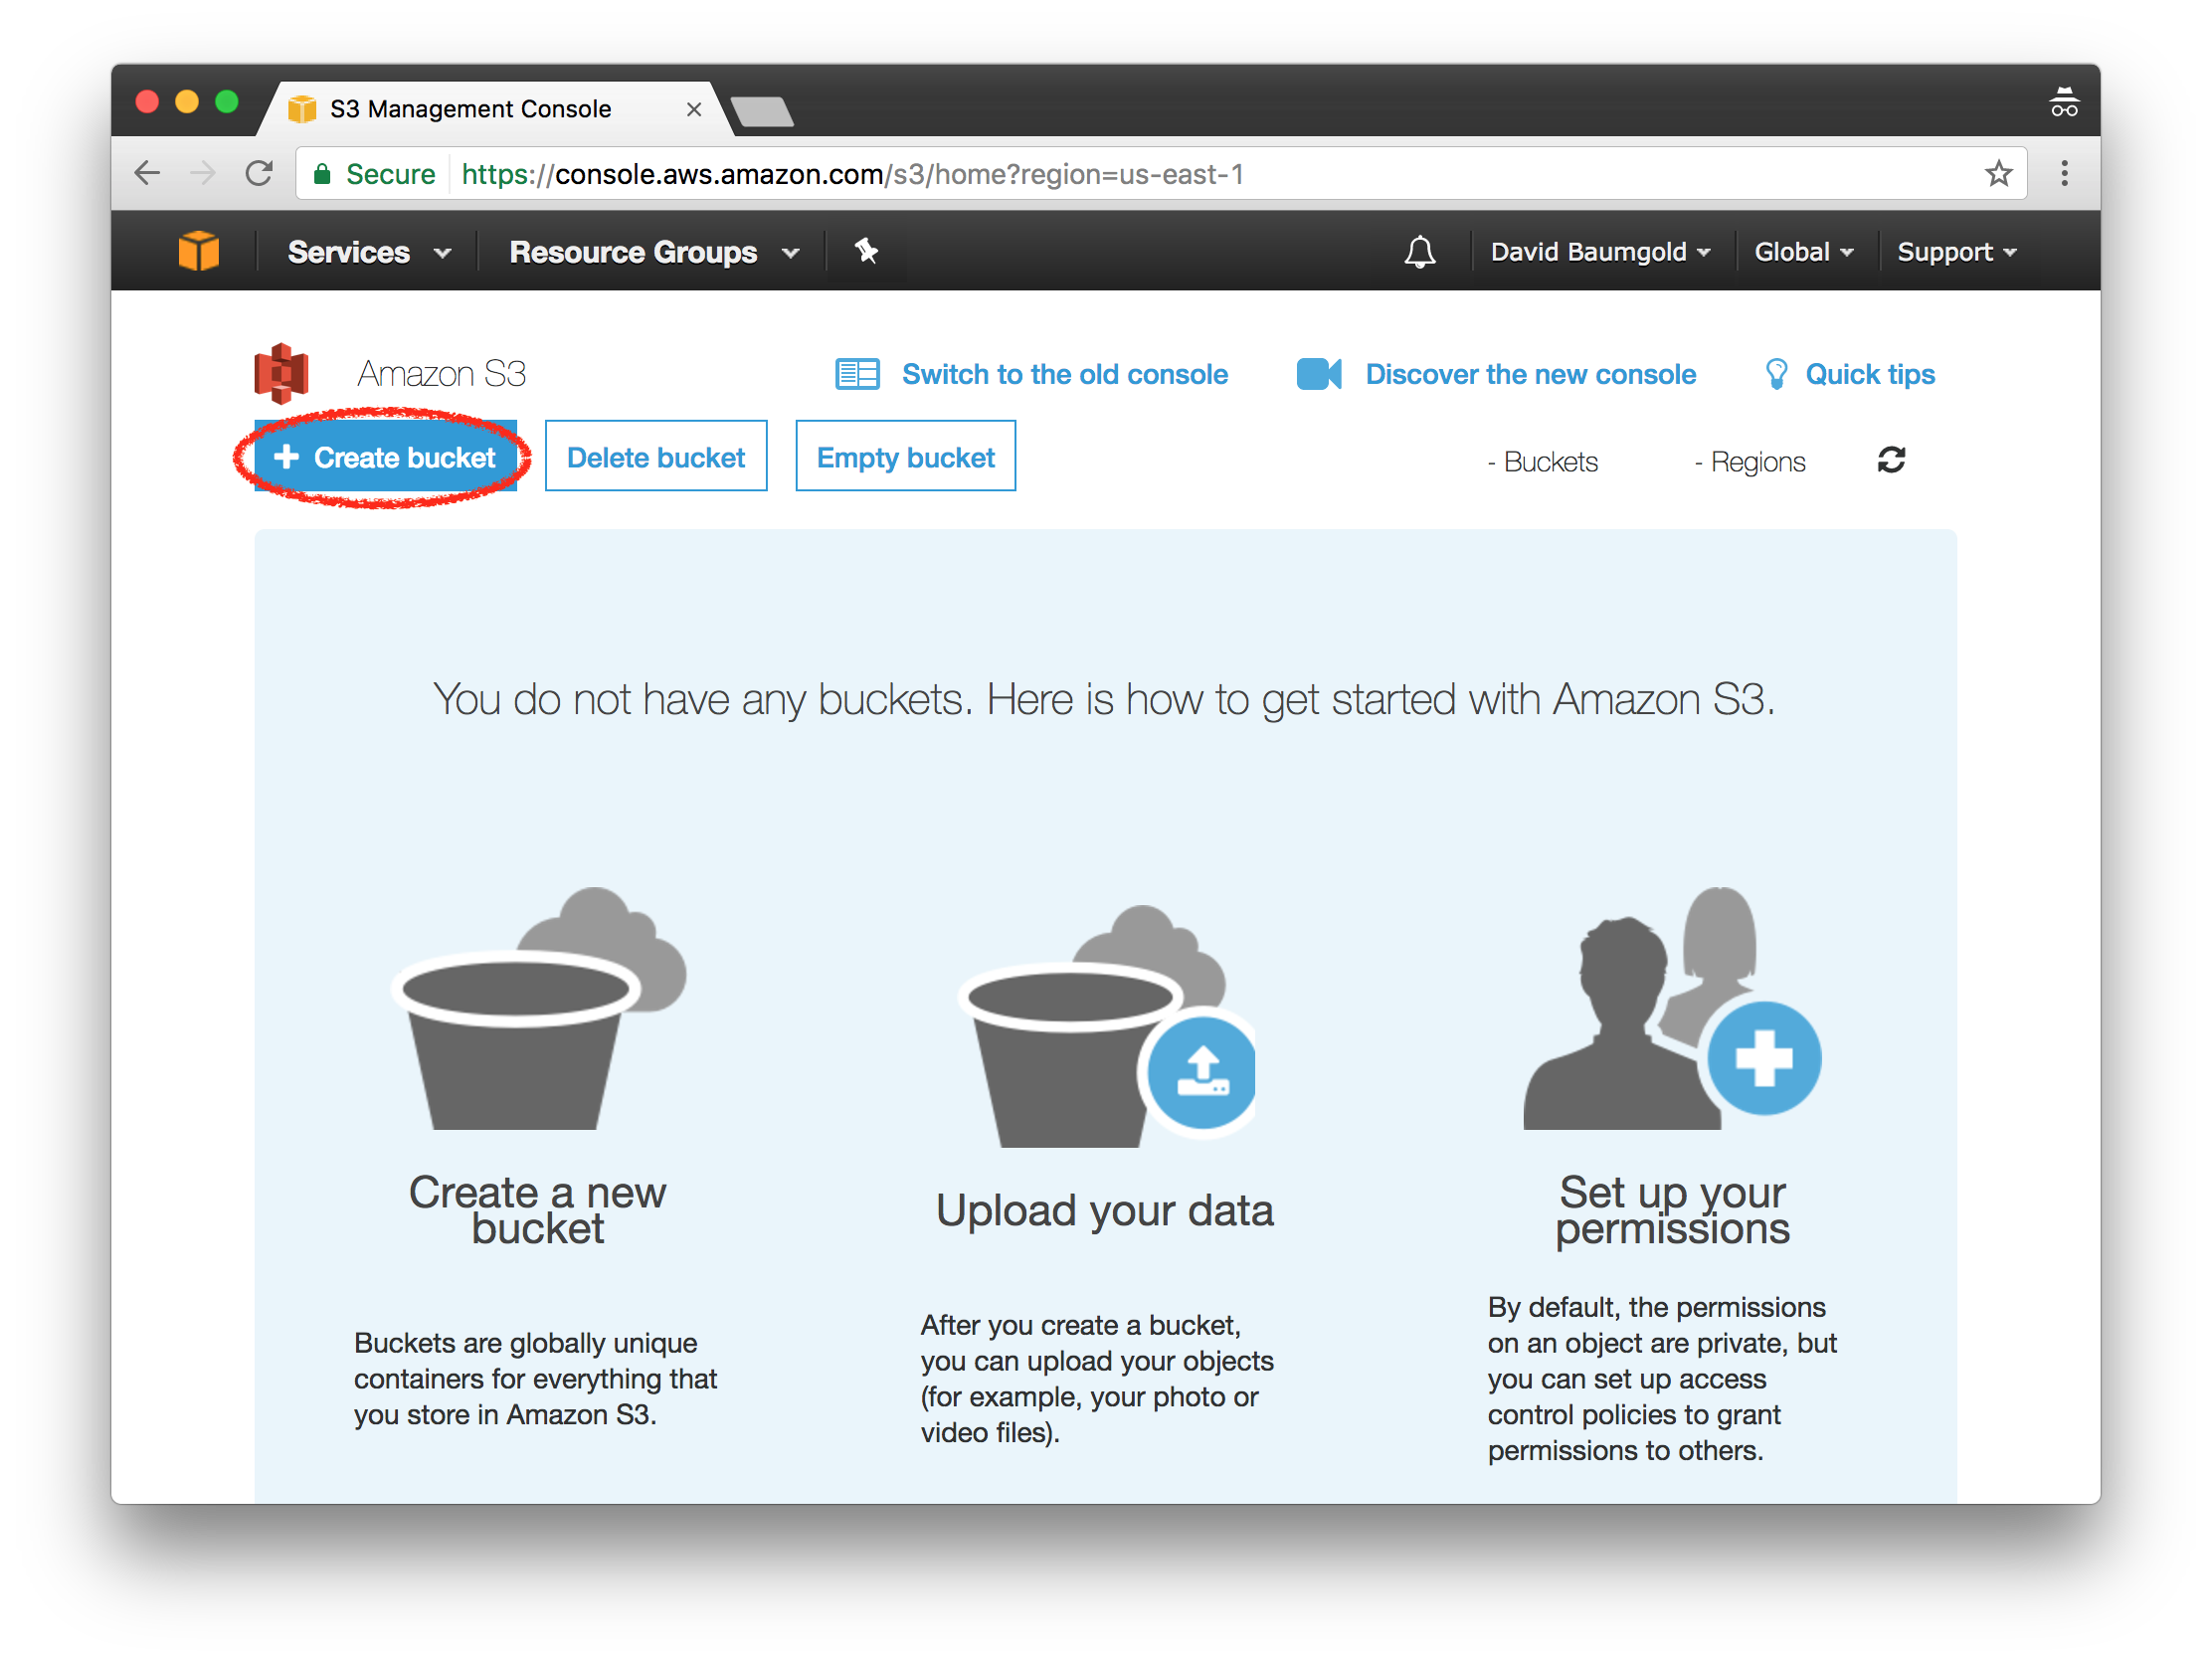 S3 Management Console
Secure https://console.aws.amazon.com/s3/home?region=us-east-1
Services Resource Groups David Baumgold Global Support
Amazon S3 Switch to the old console Discover the new console Quick tips
Create bucket Delete bucket Empty bucket - Buckets - Regions
You do not have any buckets. Here is how to get started with Amazon S3.
Create a new
bucket
Buckets are globally unique
containers for everything that
you store in Amazon S3.
Upload your data
After you create a bucket,
you can upload your objects
(for example, your photo or
video files).
Set up your
permissions
By default, the permissions
on an object are private, but
you can set up access
control policies to grant
permissions to others.